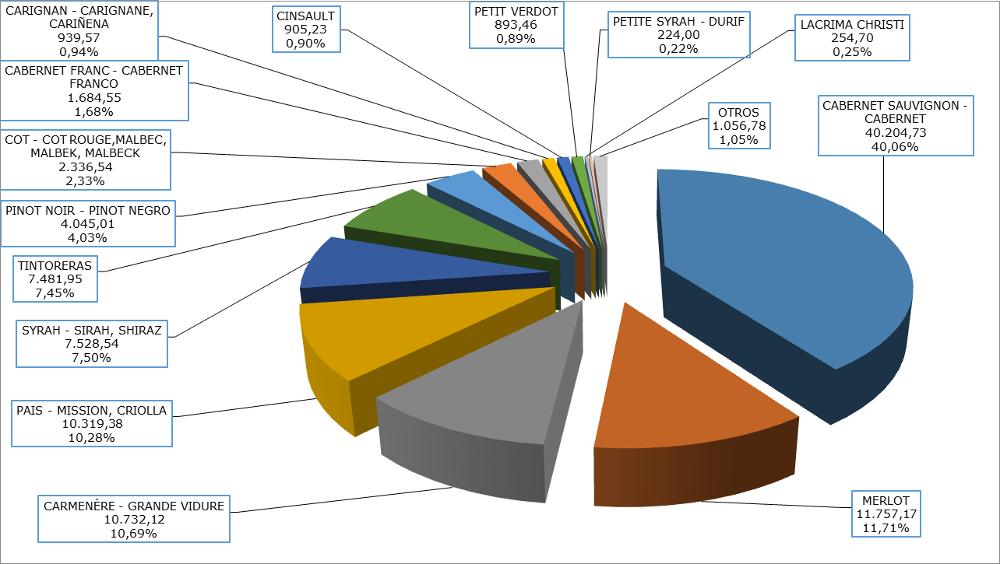 CARIGNAN - CARIGNANE,
CARIÑENA
939,57
0,94%
CINSAULT
905,23
0,90%
PETIT VERDOT
893,46
0,89%
PETITE SYRAH - DURIF
224,00
0,22%
LACRIMA CHRISTI
254,70
0,25%
CABERNET FRANC - CABERNET
FRANCO
1.684,55
1,68%
OTROS
1.056,78
1,05%
CABERNET SAUVIGNON -
CABERNET
40.204,73
40,06%
COT - COT ROUGE,MALBEC,
MALBEK, MALBECK
2.336,54
2,33%
PINOT NOIR - PINOT NEGRO
4.045,01
4,03%
TINTORERAS
7.481,95
7,45%
SYRAH - SIRAH, SHIRAZ
7.528,54
7,50%
PAIS - MISSION, CRIOLLA
10.319,38
10,28%
CARMENÈRE - GRANDE VIDURE
10.732,12
10,69%
MERLOT
11.757,17
11,71%